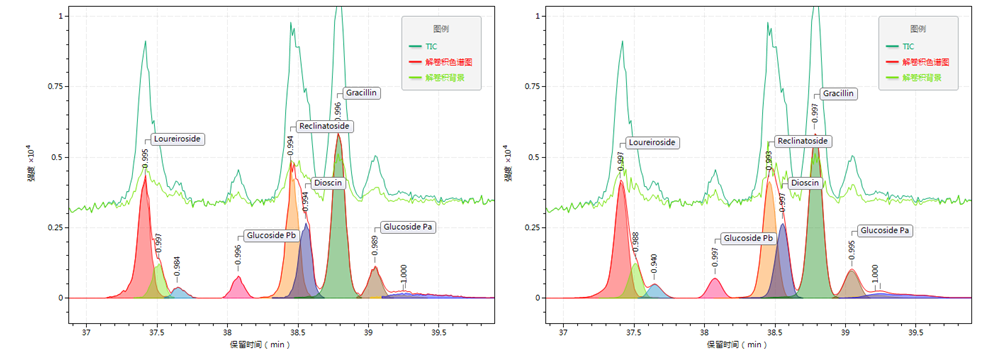 图例
TIC
解卷积色谱图
解卷积背景
1
0.75
0.5
0.25
0
强度 ×10⁴
Gracillin
0.996
Reclinatoside
0.994
Loureiroside
0.995
Dioscin
0.994
Glucoside Pa
0.989
Glucoside Pb
0.996
0.997
0.984
1.000
37
37.5
38
38.5
39
39.5
保留时间（min）
图例
TIC
解卷积色谱图
解卷积背景
1
0.75
0.5
0.25
0
强度 ×10⁴
Gracillin
0.997
Reclinatoside
0.993
Loureiroside
0.997
Dioscin
0.997
Glucoside Pa
0.995
Glucoside Pb
0.997
0.988
0.940
1.000
37
37.5
38
38.5
39
39.5
保留时间（min）